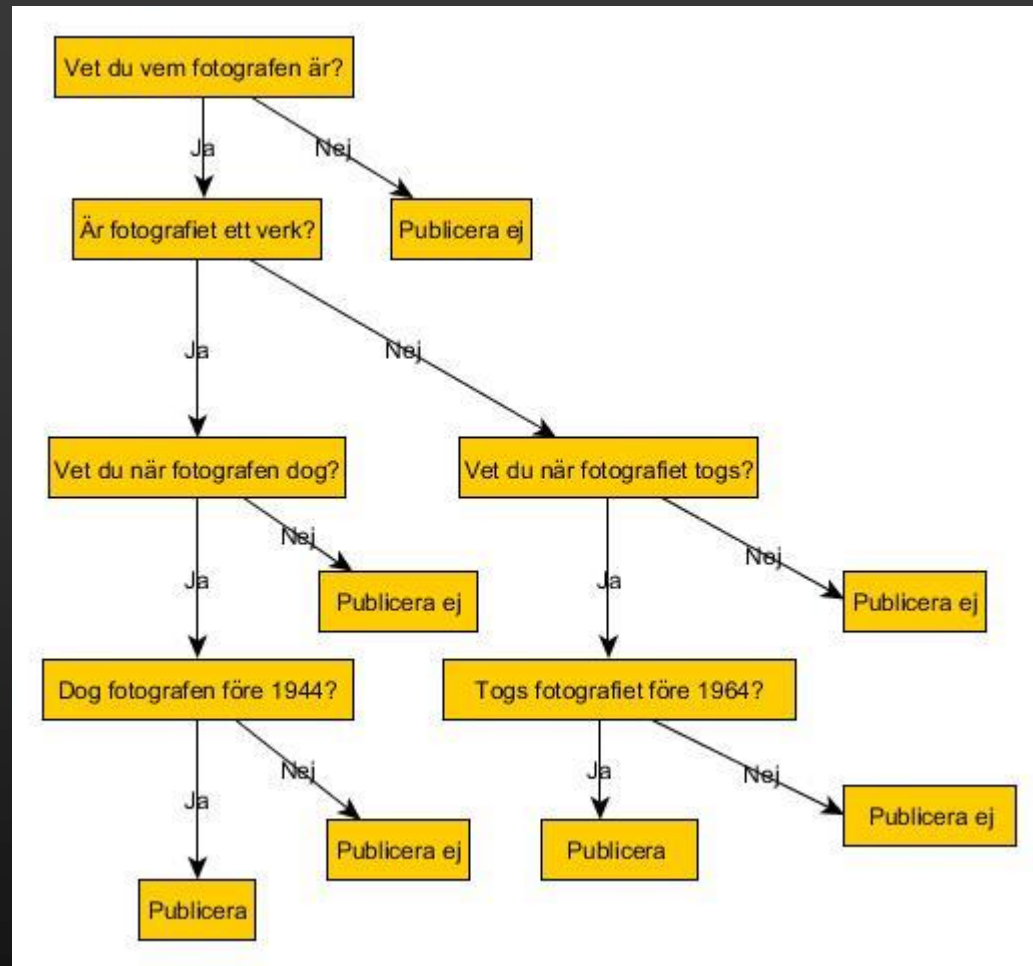 Vet du vem fotografen är?
Ja
Nej
Är fotografiet ett verk?
Publicera ej
Ja
Nej
Vet du när fotografen dog?
Vet du när fotografiet togs?
Nej
Nej
Ja
Ja
Publicera ej
Publicera ej
Dog fotografen före 1944?
Togs fotografiet före 1964?
Nej
Ja
Nej
Ja
Publicera ej
Publicera ej
Publicera
Publicera